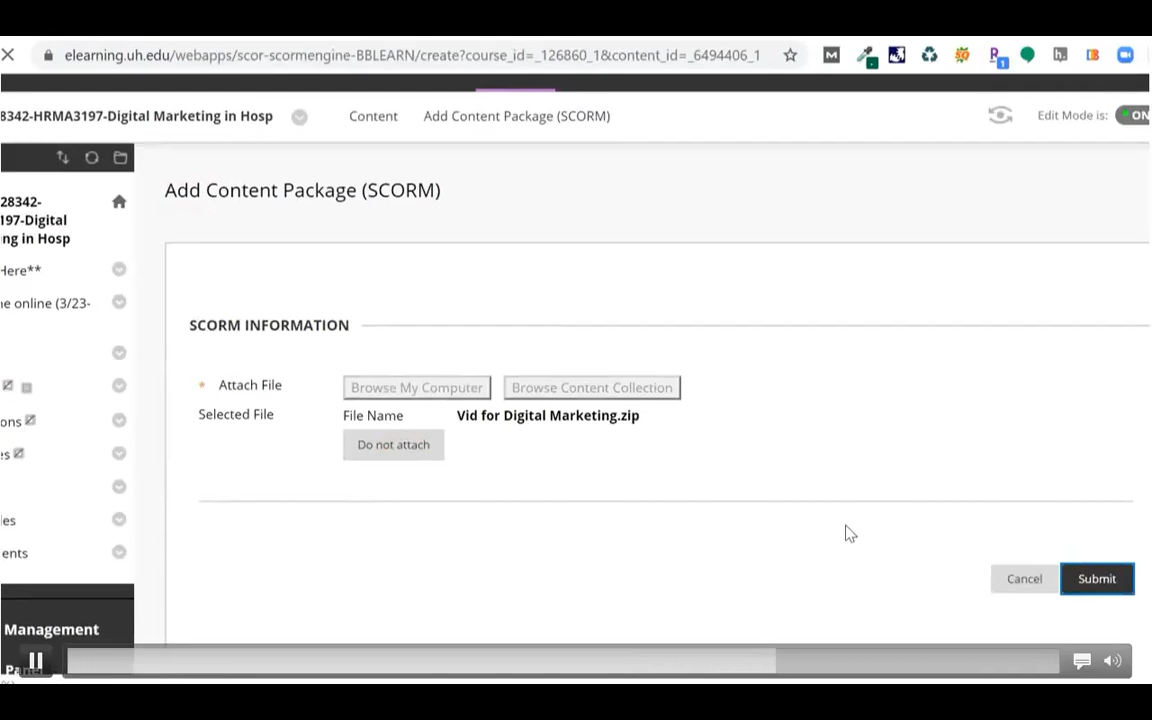 elearning.uh.edu/webapps/scor-scormengine-BBLEARN/create?course_id=_126860_1&content_id=_6494406_1
8342-HRMA3197-Digital Marketing in Hosp Content Add Content Package (SCORM) Edit Mode is: ON
28342-
197-Digital
ng in Hosp
Here**
ne online (3/23-
ons
es
les
ents
Management
Add Content Package (SCORM)
SCORM INFORMATION
* Attach File Browse My Computer Browse Content Collection
Selected File File Name Vid for Digital Marketing.zip
Do not attach
Cancel Submit